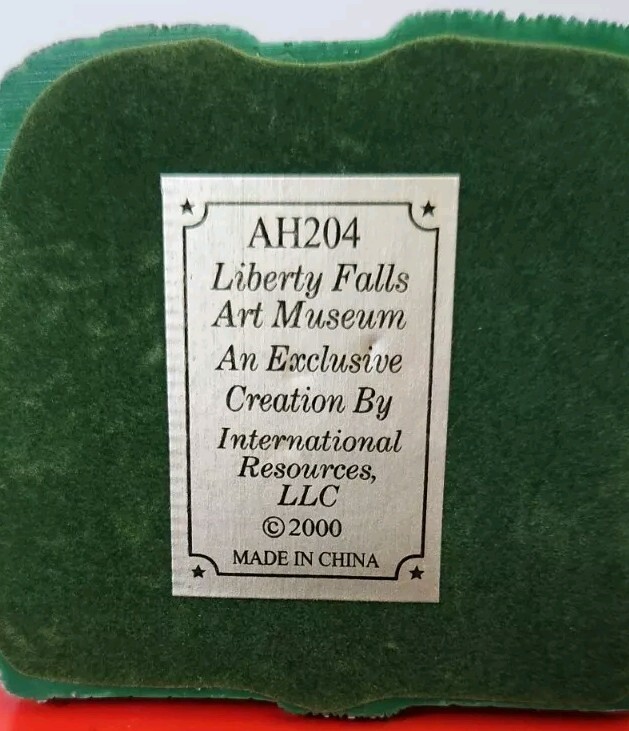 AH204
Liberty Falls
Art Museum
An Exclusive
Creation By
International
Resources,
LLC
©2000
MADE IN CHINA